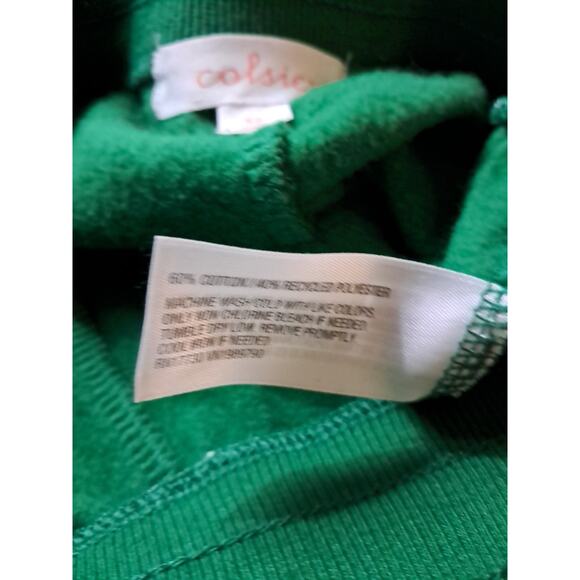 colsie
60% COTTON/40% RECYCLED POLYESTER
MACHINE WASH COLD WITH LIKE COLORS
ONLY NON CHLORINE BLEACH IF NEEDED
TUMBLE DRY LOW. REMOVE PROMPTLY.
COOL IRON IF NEEDED